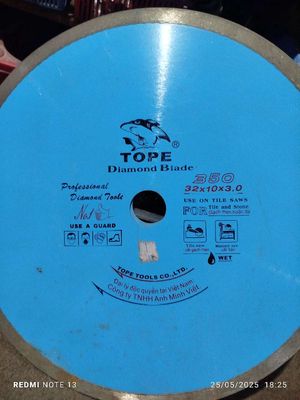 TOPE
®
Diamond Blade
350
32x10x3,0
Professional
Diamond Tools
No1
USE A GUARD
USE ON TILE SAWS
FOR
Tile and Stone
WET
TOPE TOOLS CO.,LTD.
Đại lý độc quyền tại Việt Nam
Công ty TNHH Anh Minh Việt
REDMI NOTE 13
25/05/2025 18:25